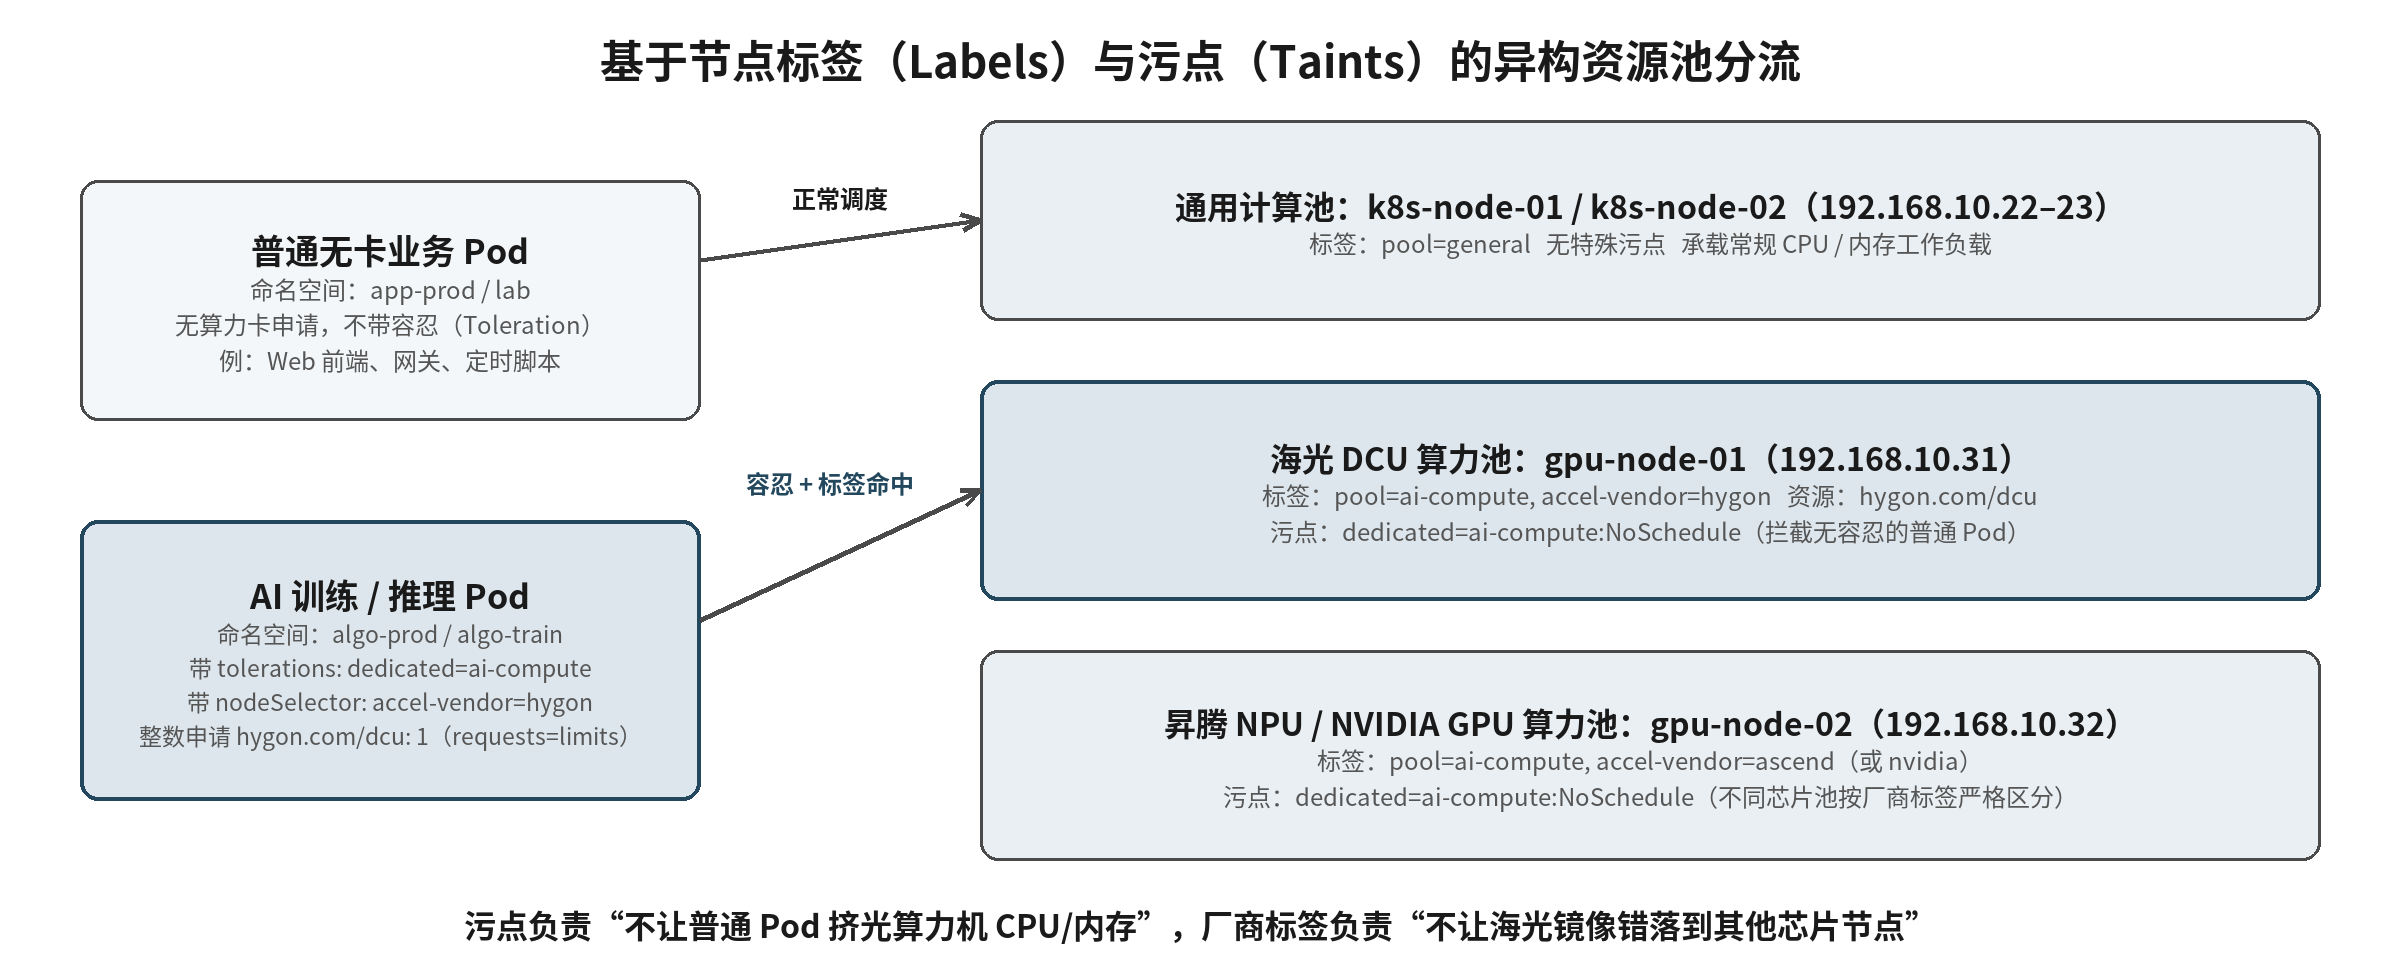 基于节点标签（Labels）与污点（Taints）的异构资源池分流
普通无卡业务 Pod
命名空间：app-prod / lab
无算力卡申请，不带容忍（Toleration）
例：Web 前端、网关、定时脚本
正常调度
通用计算池：k8s-node-01 / k8s-node-02（192.168.10.22–23）
标签：pool=general 无特殊污点 承载常规 CPU / 内存工作负载
AI 训练 / 推理 Pod
命名空间：algo-prod / algo-train
带 tolerations: dedicated=ai-compute
带 nodeSelector: accel-vendor=hygon
整数申请 hygon.com/dcu: 1（requests=limits）
容忍 + 标签命中
海光 DCU 算力池：gpu-node-01（192.168.10.31）
标签：pool=ai-compute, accel-vendor=hygon 资源：hygon.com/dcu
污点：dedicated=ai-compute:NoSchedule（拦截无容忍的普通 Pod）
昇腾 NPU / NVIDIA GPU 算力池：gpu-node-02（192.168.10.32）
标签：pool=ai-compute, accel-vendor=ascend（或 nvidia）
污点：dedicated=ai-compute:NoSchedule（不同芯片池按厂商标签严格区分）
污点负责“不让普通 Pod 挤光算力机 CPU/内存”，厂商标签负责“不让海光镜像错落到其他芯片节点”